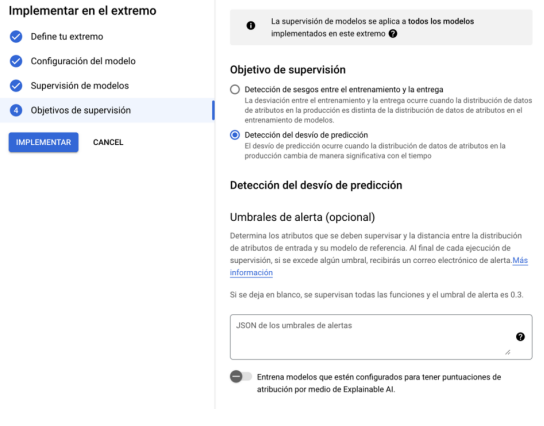 Implementar en el extremo
Define tu extremo
Configuración del modelo
Supervisión de modelos
4 Objetivos de supervisión
IMPLEMENTAR CANCEL
La supervisión de modelos se aplica a todos los modelos
implementados en este extremo
Objetivo de supervisión
Detección de sesgos entre el entrenamiento y la entrega
La desviación entre el entrenamiento y la entrega ocurre cuando la distribución de datos
de atributos en la producción es distinta de la distribución de datos de atributos en el
entrenamiento de modelos.
Detección del desvío de predicción
El desvío de predicción ocurre cuando la distribución de datos de atributos en la
producción cambia de manera significativa con el tiempo
Detección del desvío de predicción
Umbrales de alerta (opcional)
Determina los atributos que se deben supervisar y la distancia entre la distribución
de atributos de entrada y su modelo de referencia. Al final de cada ejecución de
supervisión, si se excede algún umbral, recibirás un correo electrónico de alerta.Más
información
Si se deja en blanco, se supervisan todas las funciones y el umbral de alerta es 0.3.
JSON de los umbrales de alertas
Entrena modelos que estén configurados para tener puntuaciones de
atribución por medio de Explainable AI.